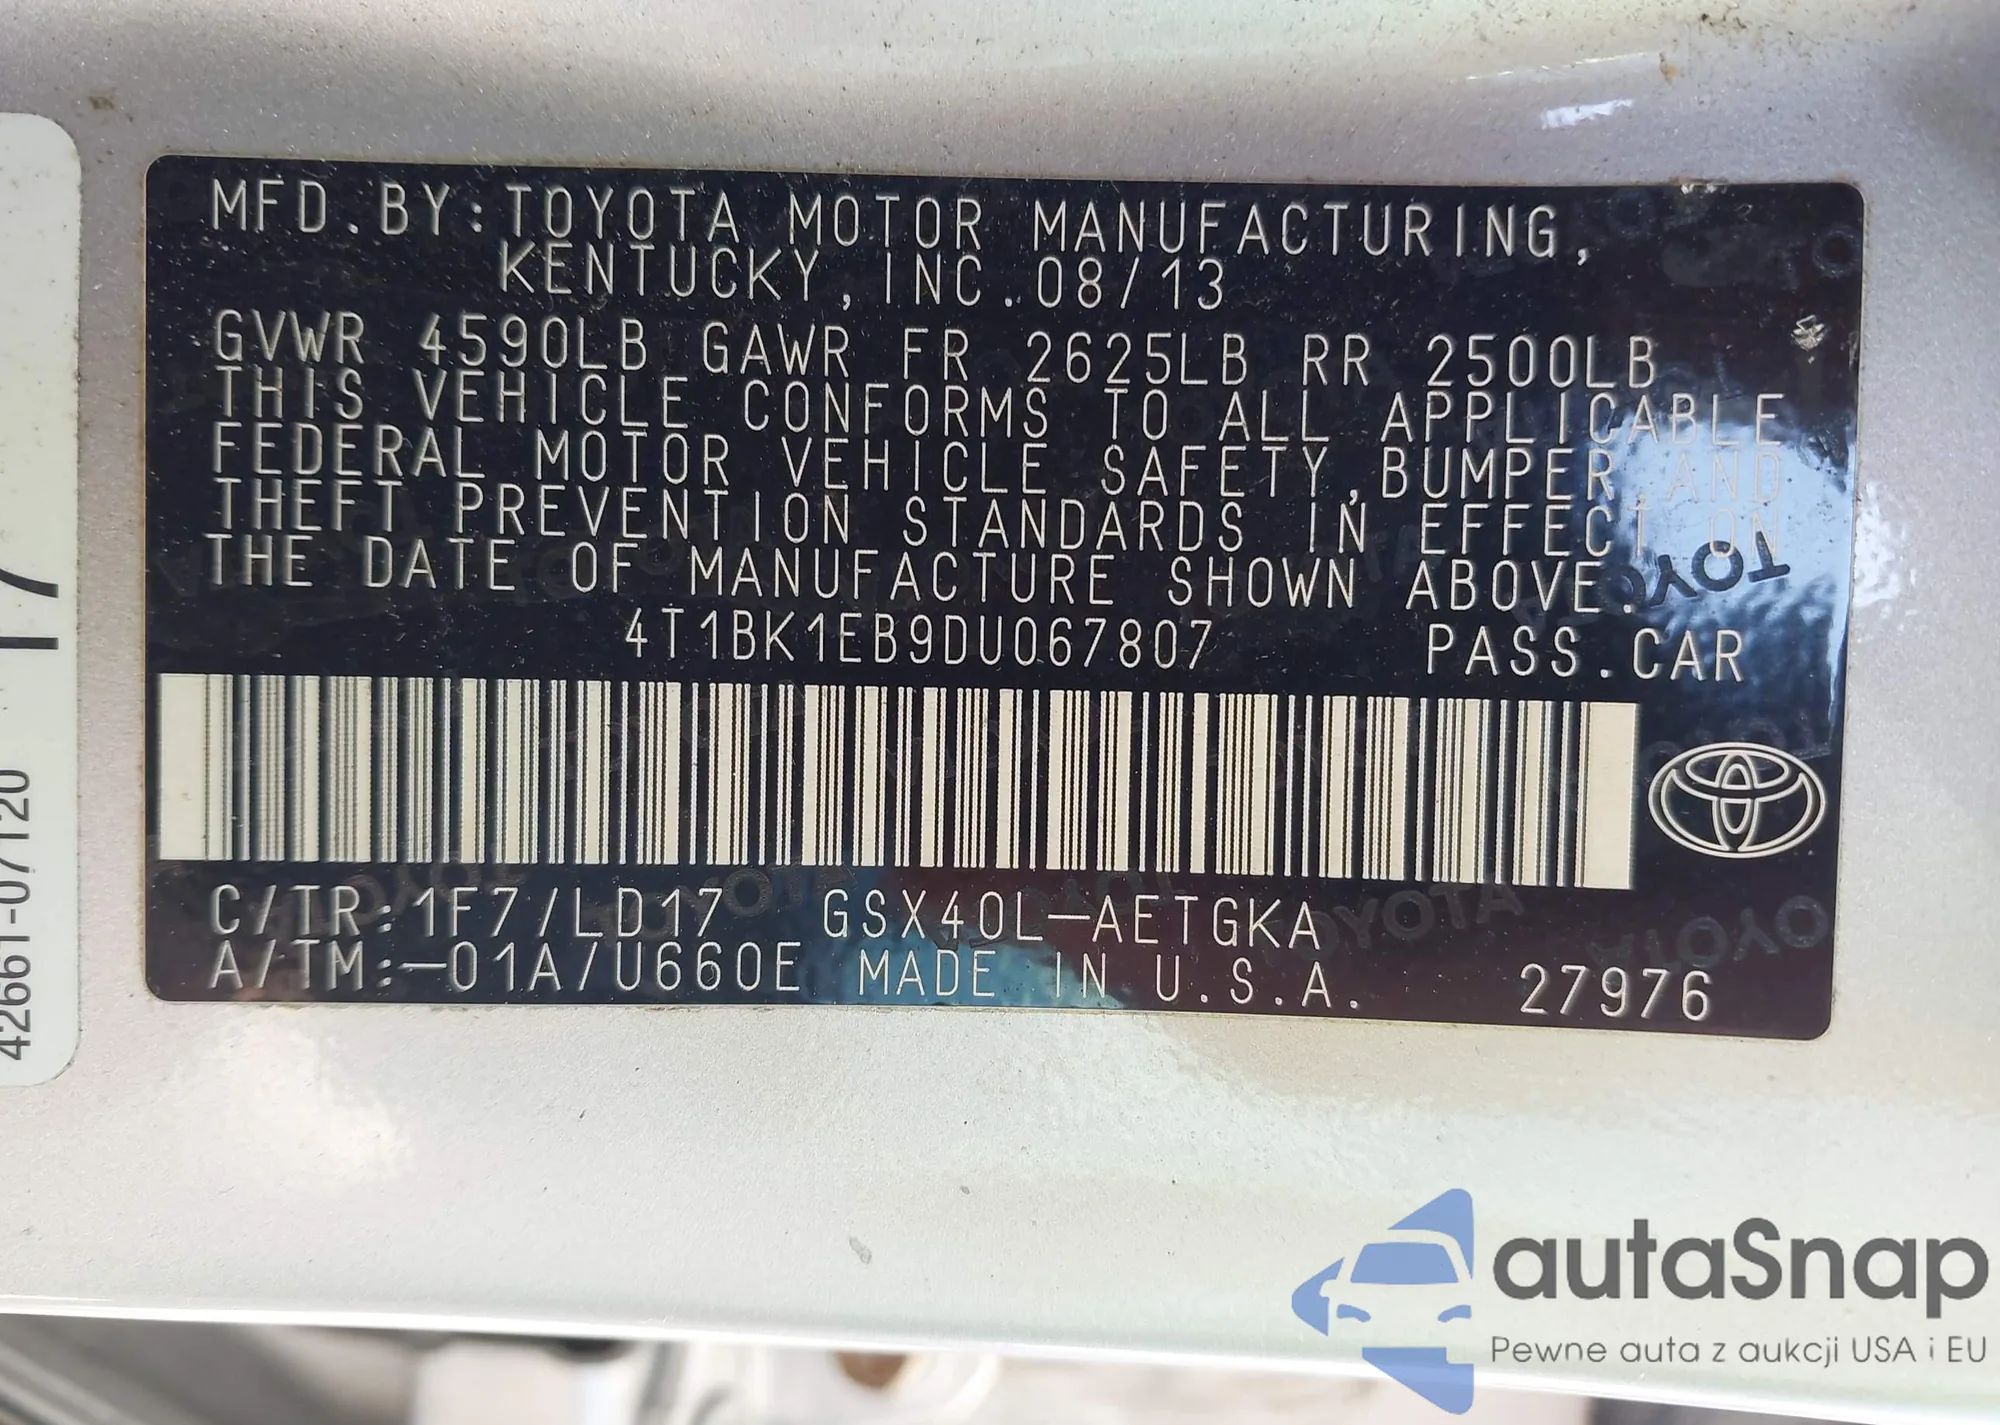 MFD.BY:TOYOTA MOTOR MANUFACTURING,
KENTUCKY,INC.08/13
GVWR 4590LB GAWR FR 2625LB RR 2500LB
THIS VEHICLE CONFORMS TO ALL APPLICABLE
FEDERAL MOTOR VEHICLE SAFETY,BUMPER,AND
THEFT PREVENTION STANDARDS IN EFFECT ON
THE DATE OF MANUFACTURE SHOWN ABOVE.
4T1BK1EB9DU067807 PASS.CAR
C/TR:1F7/LD17 GSX40L-AETGKA
A/TM:-01A/U660E MADE IN U.S.A. 27976
42661-07120
17
autaSnap
Pewne auta z aukcji USA i EU